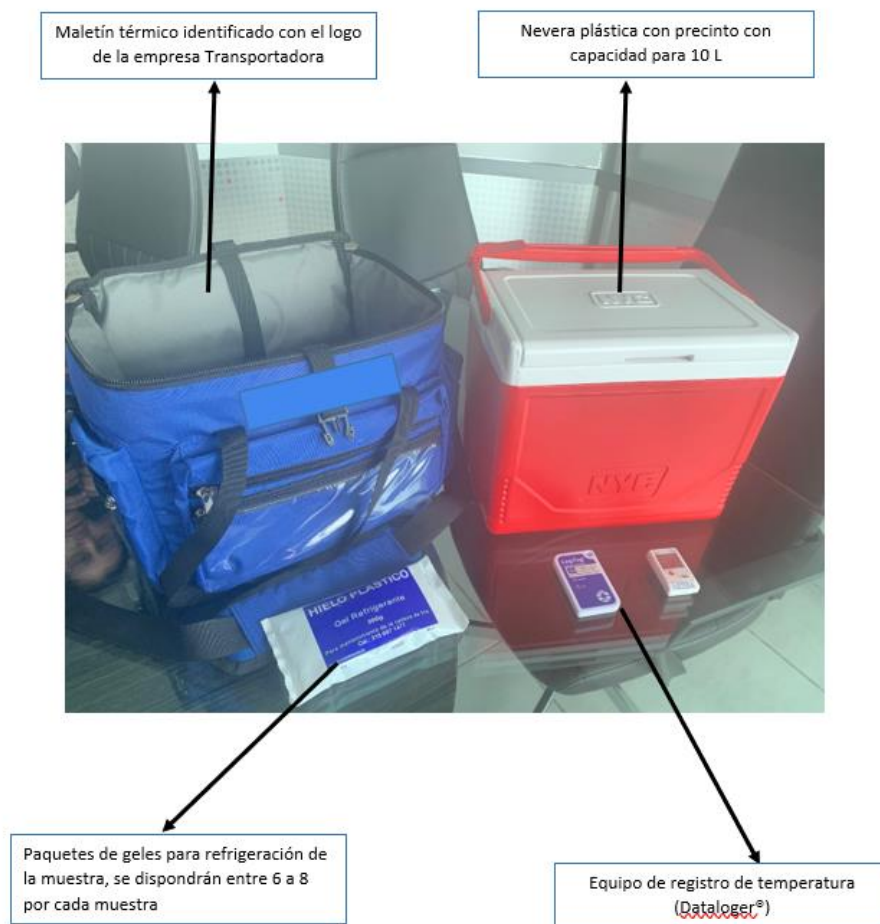 Maletín térmico identificado con el logo
de la empresa Transportadora
Nevera plástica con precinto con
capacidad para 10 L
NYC
HIELO PLASTICO
Gel Refrigerante
Paquetes de geles para refrigeración de
la muestra, se dispondrán entre 6 a 8
por cada muestra
Equipo de registro de temperatura
(Dataloger®)